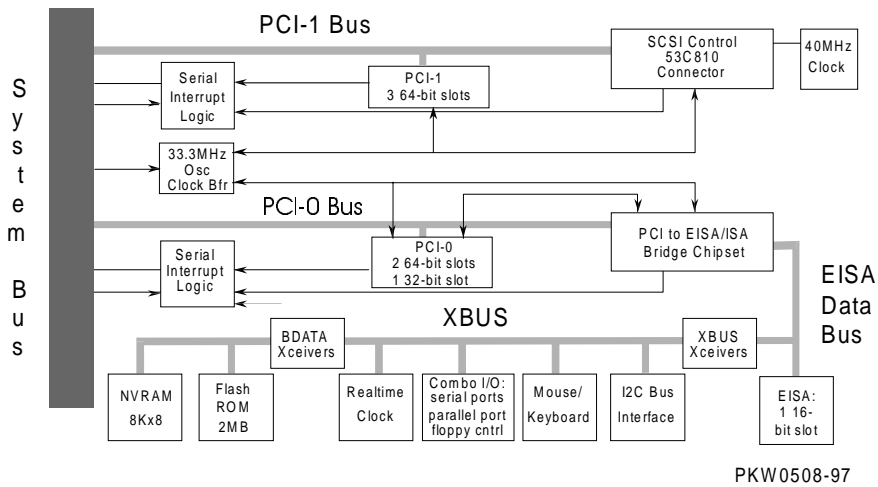 PCI-1 Bus
SCSI Control
53C810
Connector
40MHz
Clock
Serial
Interrupt
Logic
PCI-1
3 64-bit slots
System Bus
33.3MHz
Osc
Clock Bfr
PCI-0 Bus
PCI to EISA/ISA
Bridge Chipset
PCI-0
2 64-bit slots
1 32-bit slot
Serial
Interrupt
Logic
EISA
Data
Bus
XBUS
BDATA
Xceivers
XBUS
Xceivers
NVRAM
8Kx8
Flash
ROM
2MB
Realtime
Clock
Combo I/O:
serial ports
parallel port
floppy cntrl
Mouse/
Keyboard
I2C Bus
Interface
EISA:
1 16-
bit slot
PKW0508-97